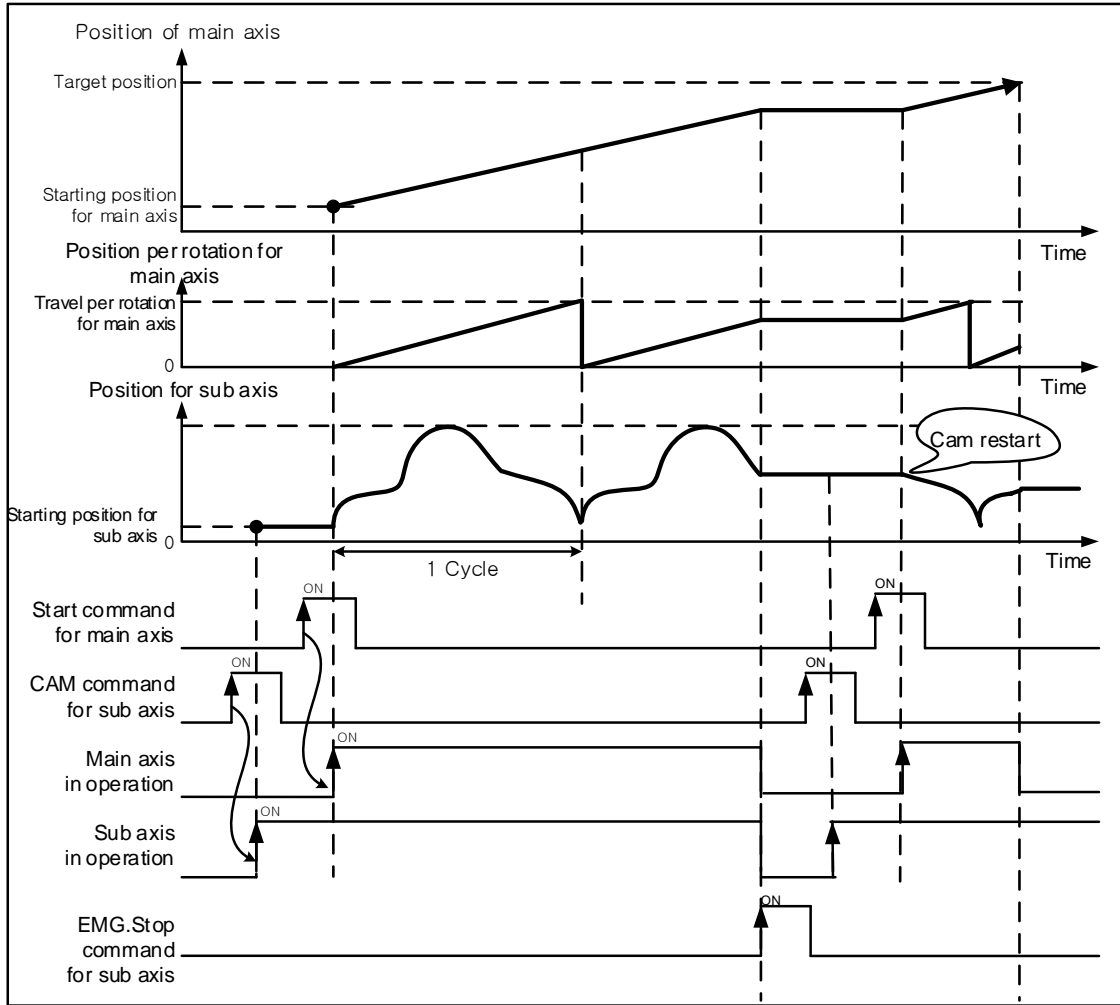 Position of main axis
Target position
Starting position
for main axis
Time
Position per rotation for
main axis
Travel per rotation
for main axis
0
Time
Position for sub axis
Cam restart
Starting position for
sub axis
0
Time
1 Cycle
ON
ON
Start command
for main axis
ON
ON
CAM command
for sub axis
ON
Main axis
in operation
ON
Sub axis
in operation
ON
EMG.Stop
command
for sub axis